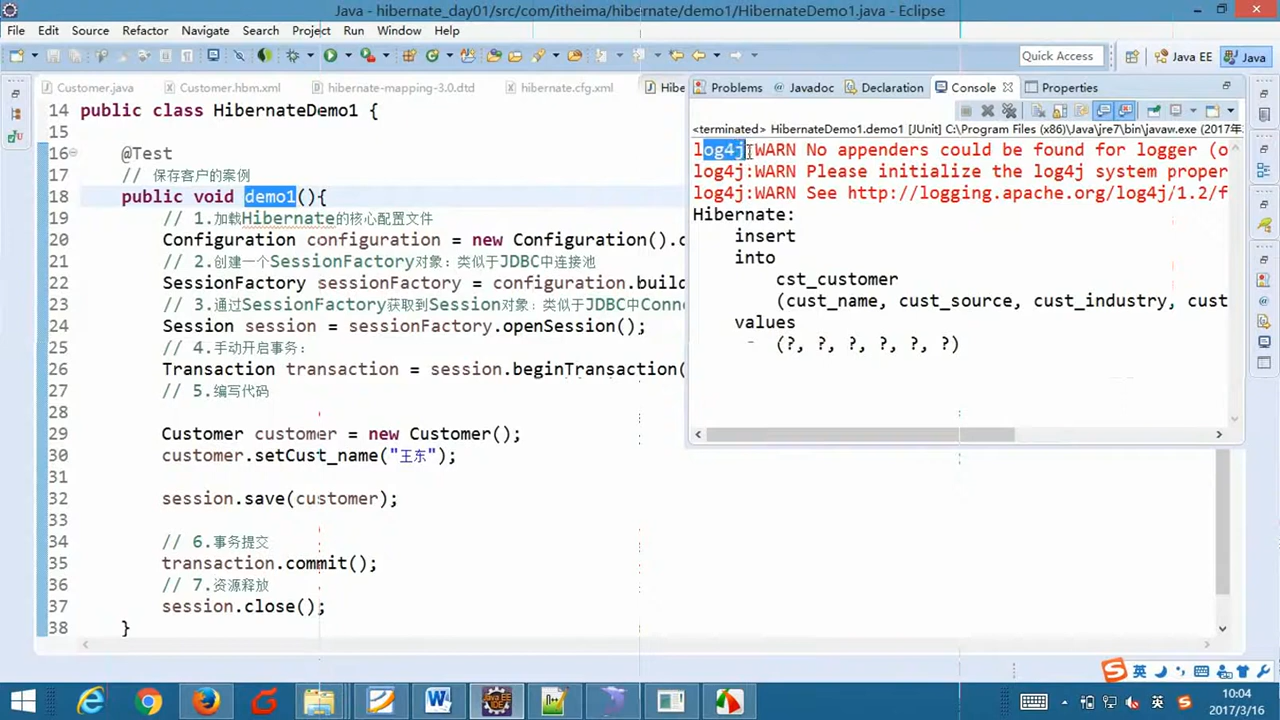 Java - hibernate_day01/src/com/itheima/hibernate/demo1/HibernateDemo1.java - Eclipse
File Edit Source Refactor Navigate Search Project Run Window Help
Quick Access
Java EE
Java
Customer.java
Customer.hbm.xml
hibernate-mapping-3.0.dtd
hibernate.cfg.xml
Hibe
14 public class HibernateDemo1 {
15
16 @Test
17 // 保存客户的案例
18 public void demo1(){
19 // 1.加载Hibernate的核心配置文件
20 Configuration configuration = new Configuration().c
21 // 2.创建一个SessionFactory对象：类似于JDBC中连接池
22 SessionFactory sessionFactory = configuration.build
23 // 3.通过SessionFactory获取到Session对象：类似于JDBC中Conn
24 Session session = sessionFactory.openSession();
25 // 4.手动开启事务：
26 Transaction transaction = session.beginTransaction(
27 // 5.编写代码
28
29 Customer customer = new Customer();
30 customer.setCust_name("王东");
31
32 session.save(customer);
33
34 // 6.事务提交
35 transaction.commit();
36 // 7.资源释放
37 session.close();
38 }
Problems
Javadoc
Declaration
Console
Properties
<terminated> HibernateDemo1.demo1 [JUnit] C:\Program Files (x86)\Java\jre7\bin\javaw.exe (2017年
log4j:WARN No appenders could be found for logger (o
log4j:WARN Please initialize the log4j system proper
log4j:WARN See http://logging.apache.org/log4j/1.2/f
Hibernate:
insert
into
cst_customer
(cust_name, cust_source, cust_industry, cust
values
(?, ?, ?, ?, ?, ?)
英
英
10:04
2017/3/16